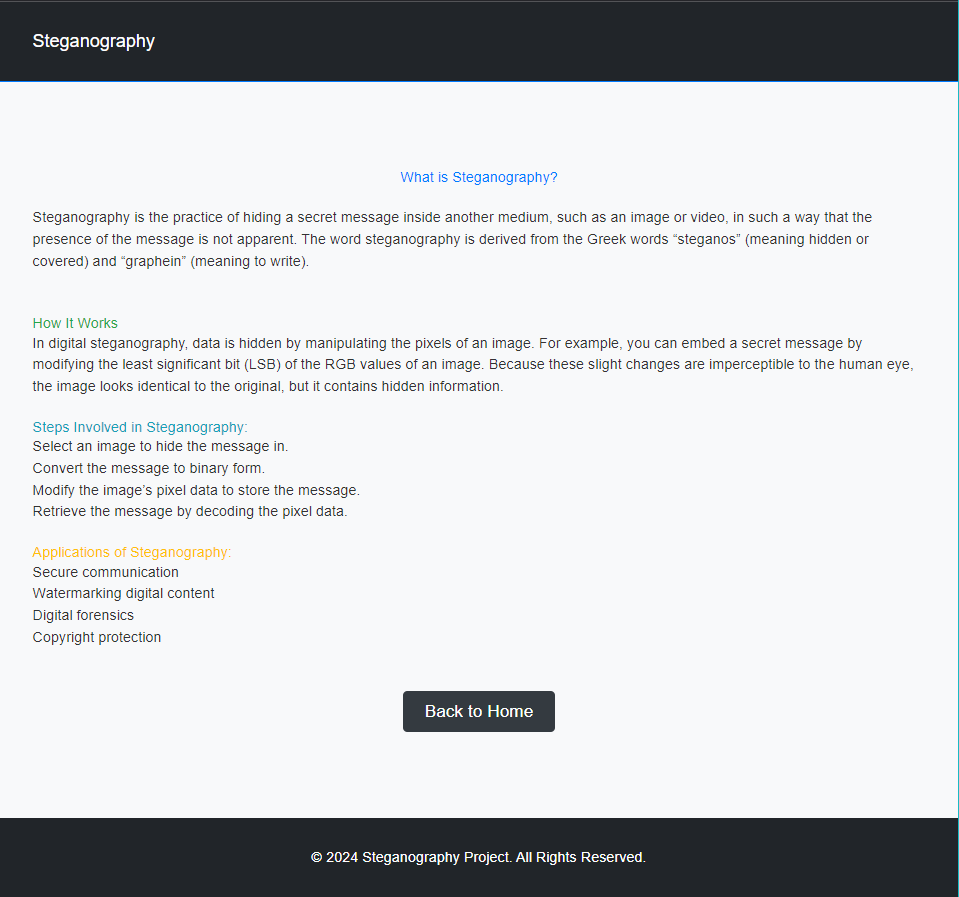 Steganography
What is Steganography?
Steganography is the practice of hiding a secret message inside another medium, such as an image or video, in such a way that the
presence of the message is not apparent. The word steganography is derived from the Greek words “steganos” (meaning hidden or
covered) and “graphein” (meaning to write).
How It Works
In digital steganography, data is hidden by manipulating the pixels of an image. For example, you can embed a secret message by
modifying the least significant bit (LSB) of the RGB values of an image. Because these slight changes are imperceptible to the human eye,
the image looks identical to the original, but it contains hidden information.
Steps Involved in Steganography:
Select an image to hide the message in.
Convert the message to binary form.
Modify the image’s pixel data to store the message.
Retrieve the message by decoding the pixel data.
Applications of Steganography:
Secure communication
Watermarking digital content
Digital forensics
Copyright protection
Back to Home
© 2024 Steganography Project. All Rights Reserved.